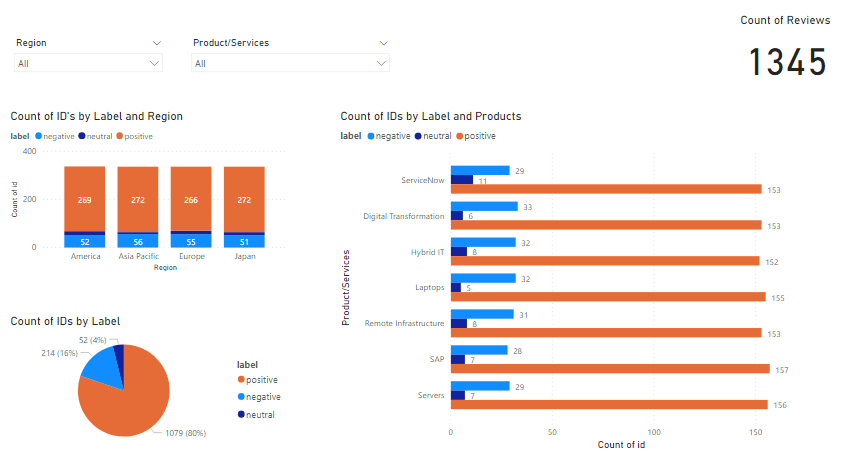 Count of Reviews
1345
Region
All
Product/Services
All
Count of ID's by Label and Region
label negative neutral positive
400
200
0
Count of id
269
272
266
272
52
56
55
51
America
Asia Pacific
Europe
Japan
Region
Count of IDs by Label
52 (4%)
214 (16%)
1079 (80%)
label
positive
negative
neutral
Count of IDs by Label and Products
label negative neutral positive
Product/Services
ServiceNow
29
11
153
Digital Transformation
33
6
153
Hybrid IT
32
8
152
Laptops
32
5
155
Remote Infrastructure
31
8
153
SAP
28
7
157
Servers
29
7
156
0
50
100
150
Count of id